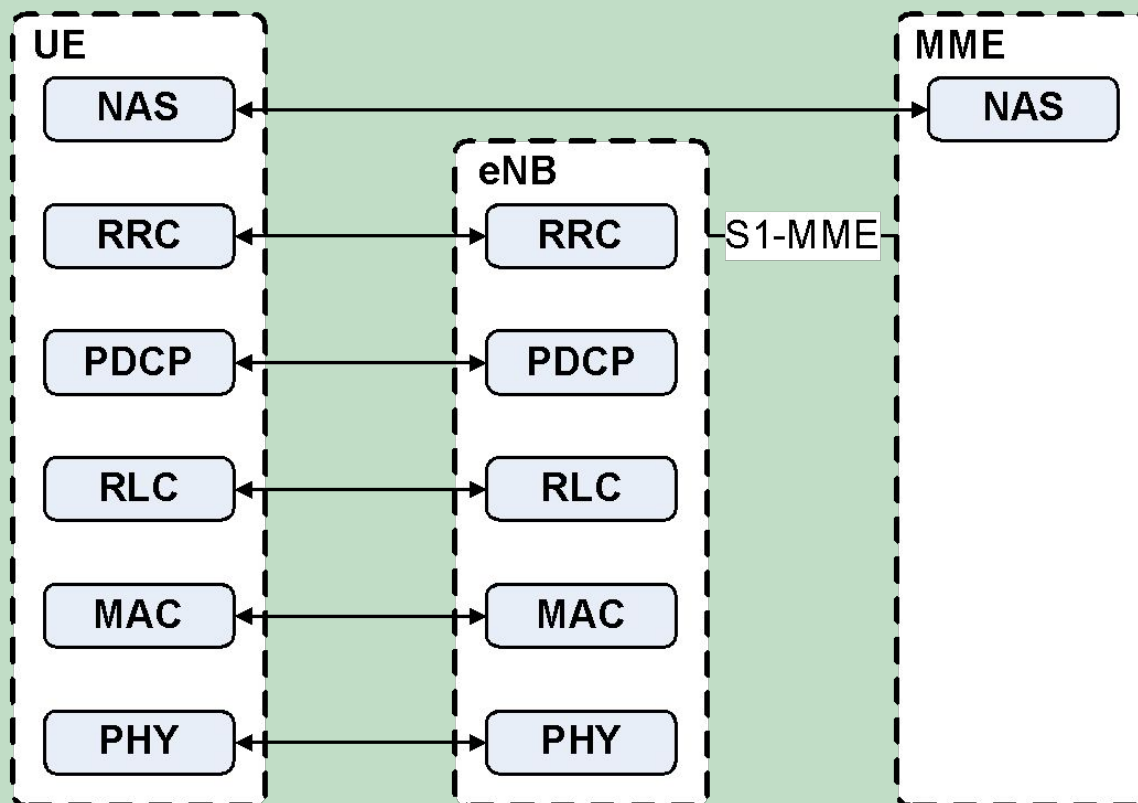 UE
MME
NAS
NAS
eNB
RRC
RRC
S1-MME
PDCP
PDCP
RLC
RLC
MAC
MAC
PHY
PHY